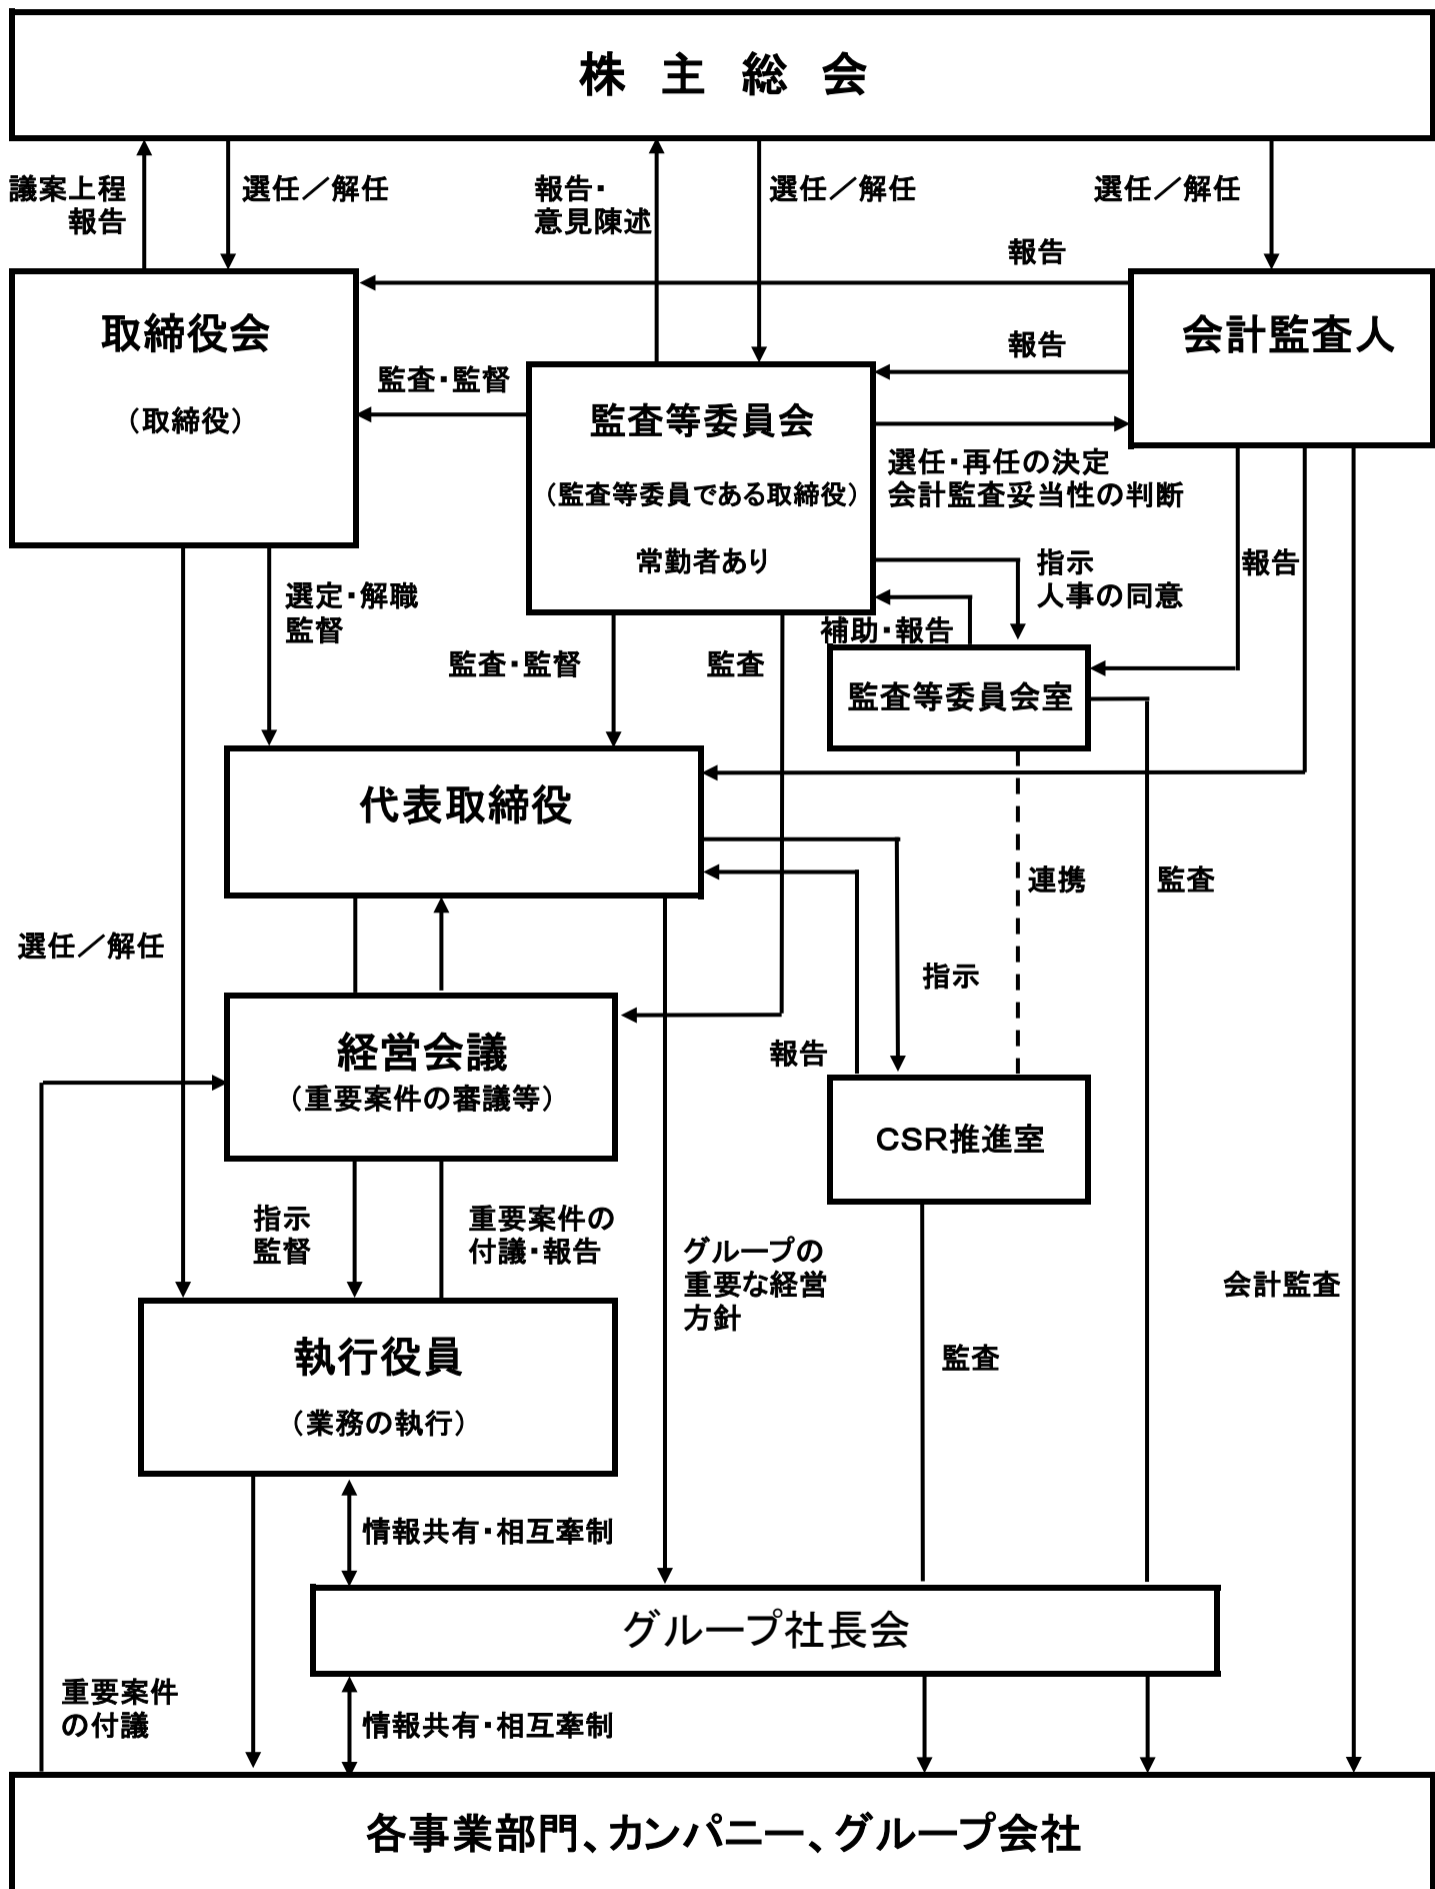 株 主 総 会
議案上程
報告
選任／解任
報告・
意見陳述
選任／解任
選任／解任
報告
取締役会
（取締役）
会計監査人
報告
監査・監督
監査等委員会
（監査等委員である取締役）
常勤者あり
選任・再任の決定
会計監査妥当性の判断
指示
人事の同意
報告
選定・解職
監督
補助・報告
監査・監督
監査
監査等委員会室
代表取締役
連携
監査
選任／解任
指示
経営会議
（重要案件の審議等）
報告
CSR推進室
指示
監督
重要案件の
付議・報告
グループの
重要な経営
方針
会計監査
執行役員
（業務の執行）
監査
情報共有・相互牽制
グループ社長会
重要案件
の付議
情報共有・相互牽制
各事業部門、カンパニー、グループ会社